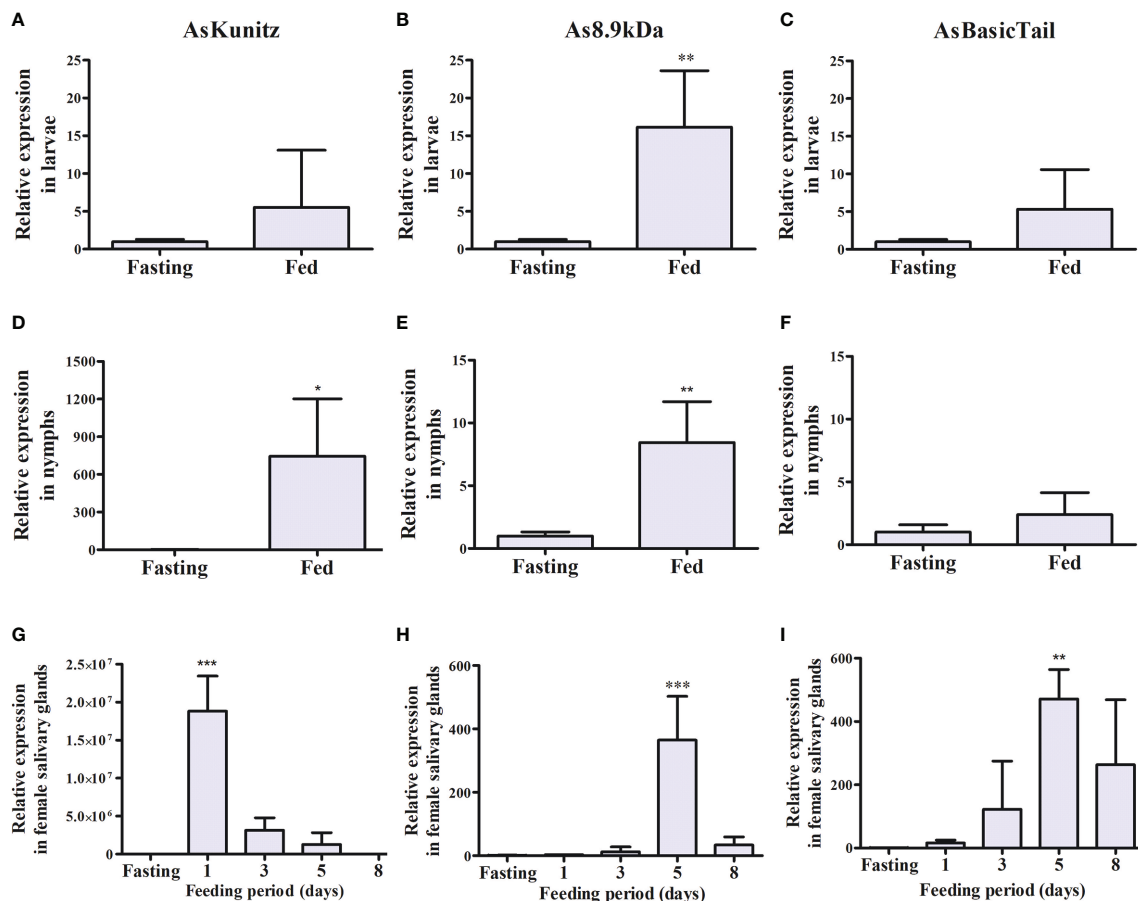 A
AsKunitz
B
As8.9kDa
C
AsBasicTail
Relative expression
in larvae
25
20
15
10
5
0
Fasting
Fed
Relative expression
in larvae
25
20
15
10
5
0
**
Fasting
Fed
Relative expression
in larvae
25
20
15
10
5
0
Fasting
Fed
D
Relative expression
in nymphs
1500
1200
900
600
300
0
*
Fasting
Fed
E
Relative expression
in nymphs
15
10
5
0
**
Fasting
Fed
F
Relative expression
in nymphs
15
10
5
0
Fasting
Fed
G
Relative expression
in female salivary glands
2.5×10⁷
2.0×10⁷
1.5×10⁷
1.0×10⁷
5.0×10⁶
0
***
Fasting 1 3 5 8
Feeding period (days)
H
Relative expression
in female salivary glands
600
400
200
0
***
Fasting 1 3 5 8
Feeding period (days)
I
Relative expression
in female salivary glands
600
400
200
0
**
Fasting 1 3 5 8
Feeding period (days)